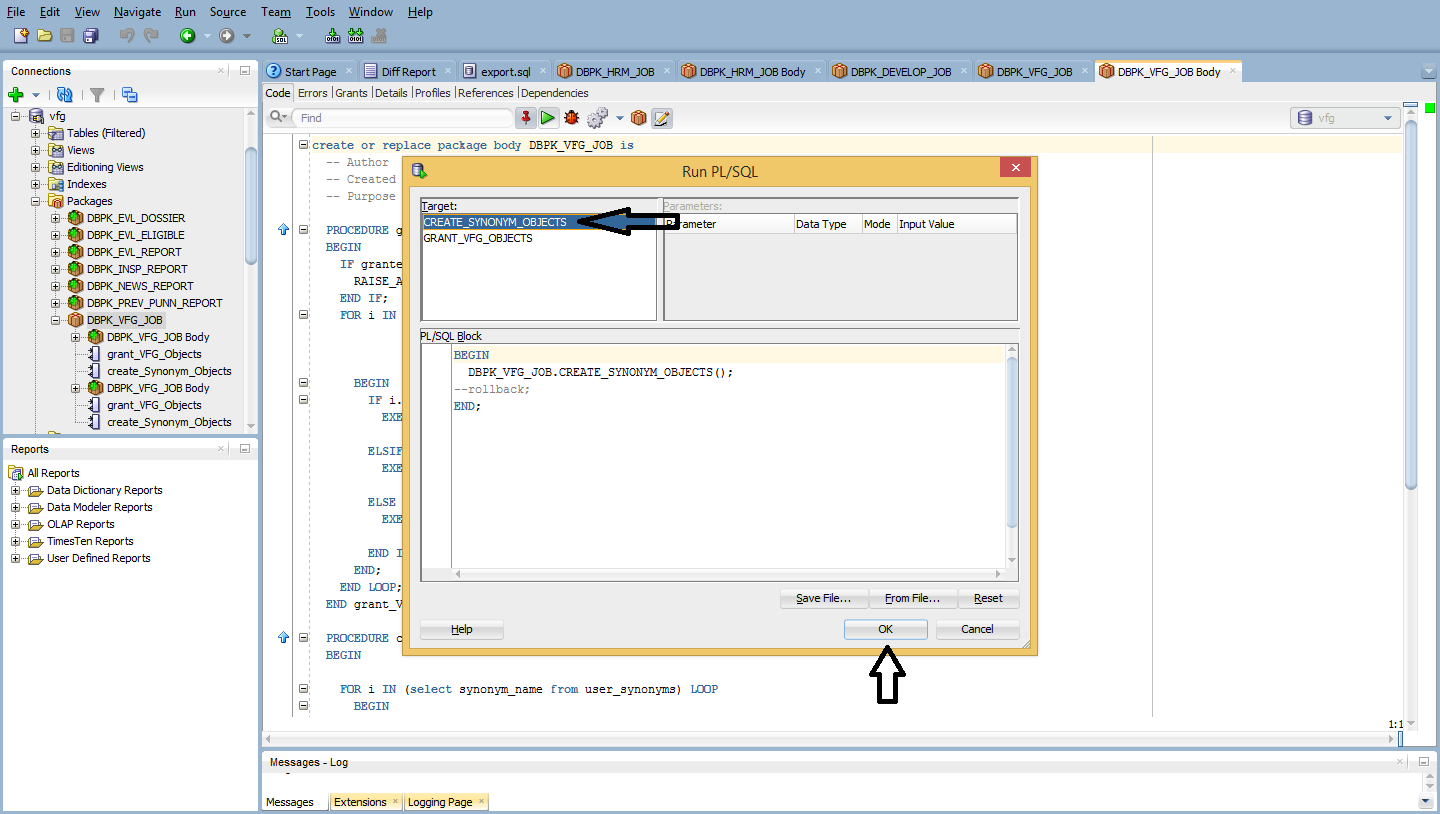 File Edit View Navigate Run Source Team Tools Window Help
Connections
vfg
Tables (Filtered)
Views
Editioning Views
Indexes
Packages
DBPK_EVL_DOSSIER
DBPK_EVL_ELIGIBLE
DBPK_EVL_REPORT
DBPK_INSP_REPORT
DBPK_NEWS_REPORT
DBPK_PREV_PUNN_REPORT
DBPK_VFG_JOB
DBPK_VFG_JOB Body
grant_VFG_Objects
create_Synonym_Objects
DBPK_VFG_JOB Body
grant_VFG_Objects
create_Synonym_Objects
Reports
All Reports
Data Dictionary Reports
Data Modeler Reports
OLAP Reports
TimesTen Reports
User Defined Reports
Start Page Diff Report export.sql DBPK_HRM_JOB DBPK_HRM_JOB Body DBPK_DEVELOP_JOB DBPK_VFG_JOB DBPK_VFG_JOB Body
Code Errors Grants Details Profiles References Dependencies
Find vfg
create or replace package body DBPK_VFG_JOB is
-- Author
-- Created
-- Purpose
PROCEDURE g
BEGIN
IF grante
RAISE_A
END IF;
FOR i IN
BEGIN
IF i.
EXE
ELSIF
EXE
ELSE
EXE
END I
END;
END LOOP;
END grant_V
PROCEDURE c
BEGIN
FOR i IN (select synonym_name from user_synonyms) LOOP
BEGIN
1:1
Run PL/SQL
Target:
CREATE_SYNONYM_OBJECTS
GRANT_VFG_OBJECTS
Parameters:
Parameter Data Type Mode Input Value
PL/SQL Block
BEGIN
DBPK_VFG_JOB.CREATE_SYNONYM_OBJECTS();
--rollback;
END;
Save File... From File... Reset
Help OK Cancel
Messages - Log
Messages Extensions Logging Page